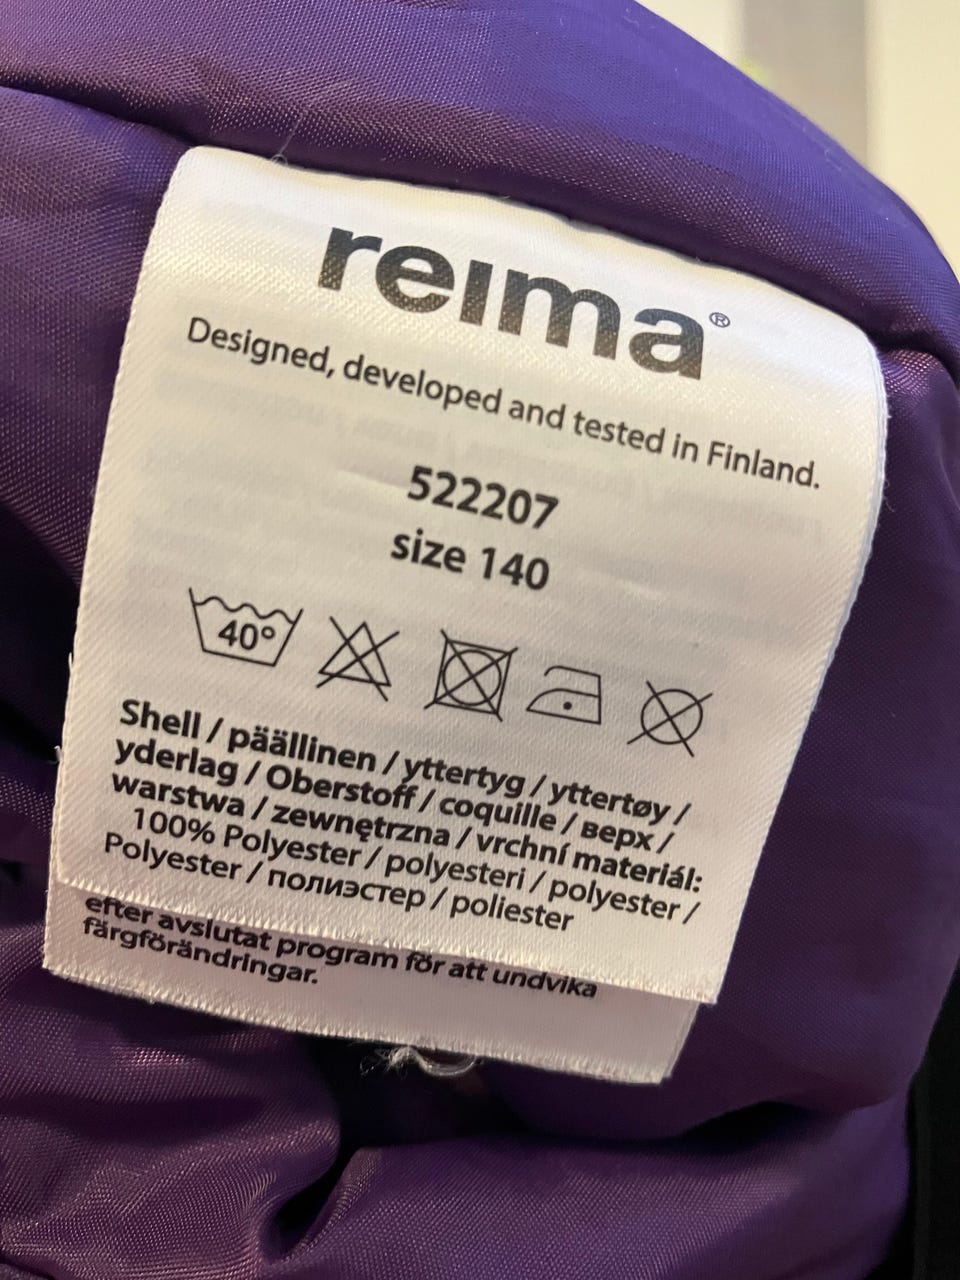 reima®
Designed, developed and tested in Finland.
522207
size 140
40°
Shell / päällinen / yttertyg / yttertøy /
yderlag / Oberstoff / coquille / верх /
warstwa / zewnętrzna / vrchní materiál:
100% Polyester / polyesteri / polyester /
Polyester / полиэстер / poliester
efter avslutat program för att undvika
färgförändringar.